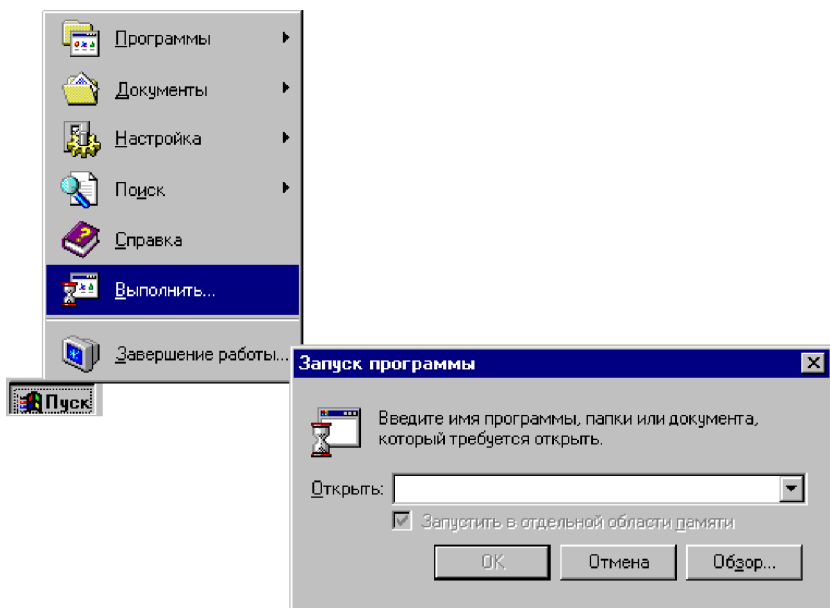 Программы
Документы
Настройка
Поиск
Справка
Выполнить...
Завершение работы...
Пуск
Запуск программы
Введите имя программы, папки или документа,
который требуется открыть.
Открыть:
Запустить в отдельной области памяти
OK
Отмена
Обзор...